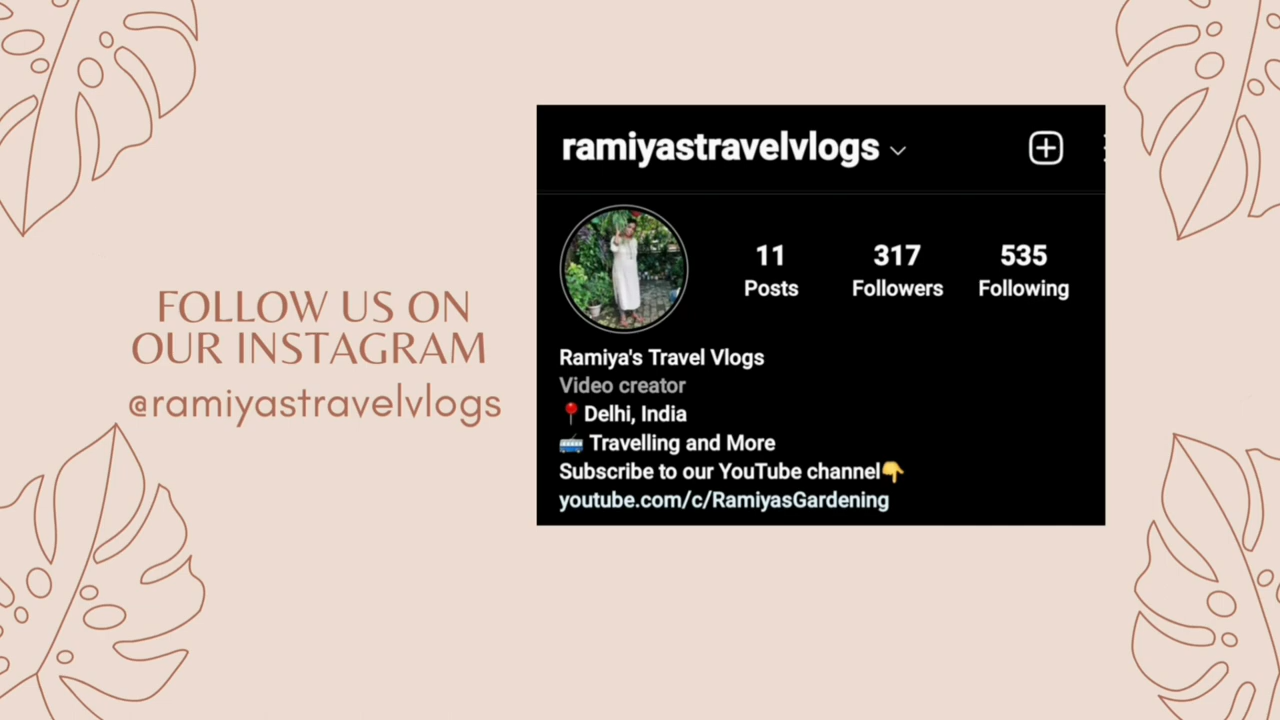 FOLLOW US ON
OUR INSTAGRAM
@ramiyastravelvlogs
ramiyastravelvlogs
11 317 535
Posts Followers Following
Ramiya's Travel Vlogs
Video creator
📍Delhi, India
🚎 Travelling and More
Subscribe to our YouTube channel👇
youtube.com/c/RamiyasGardening